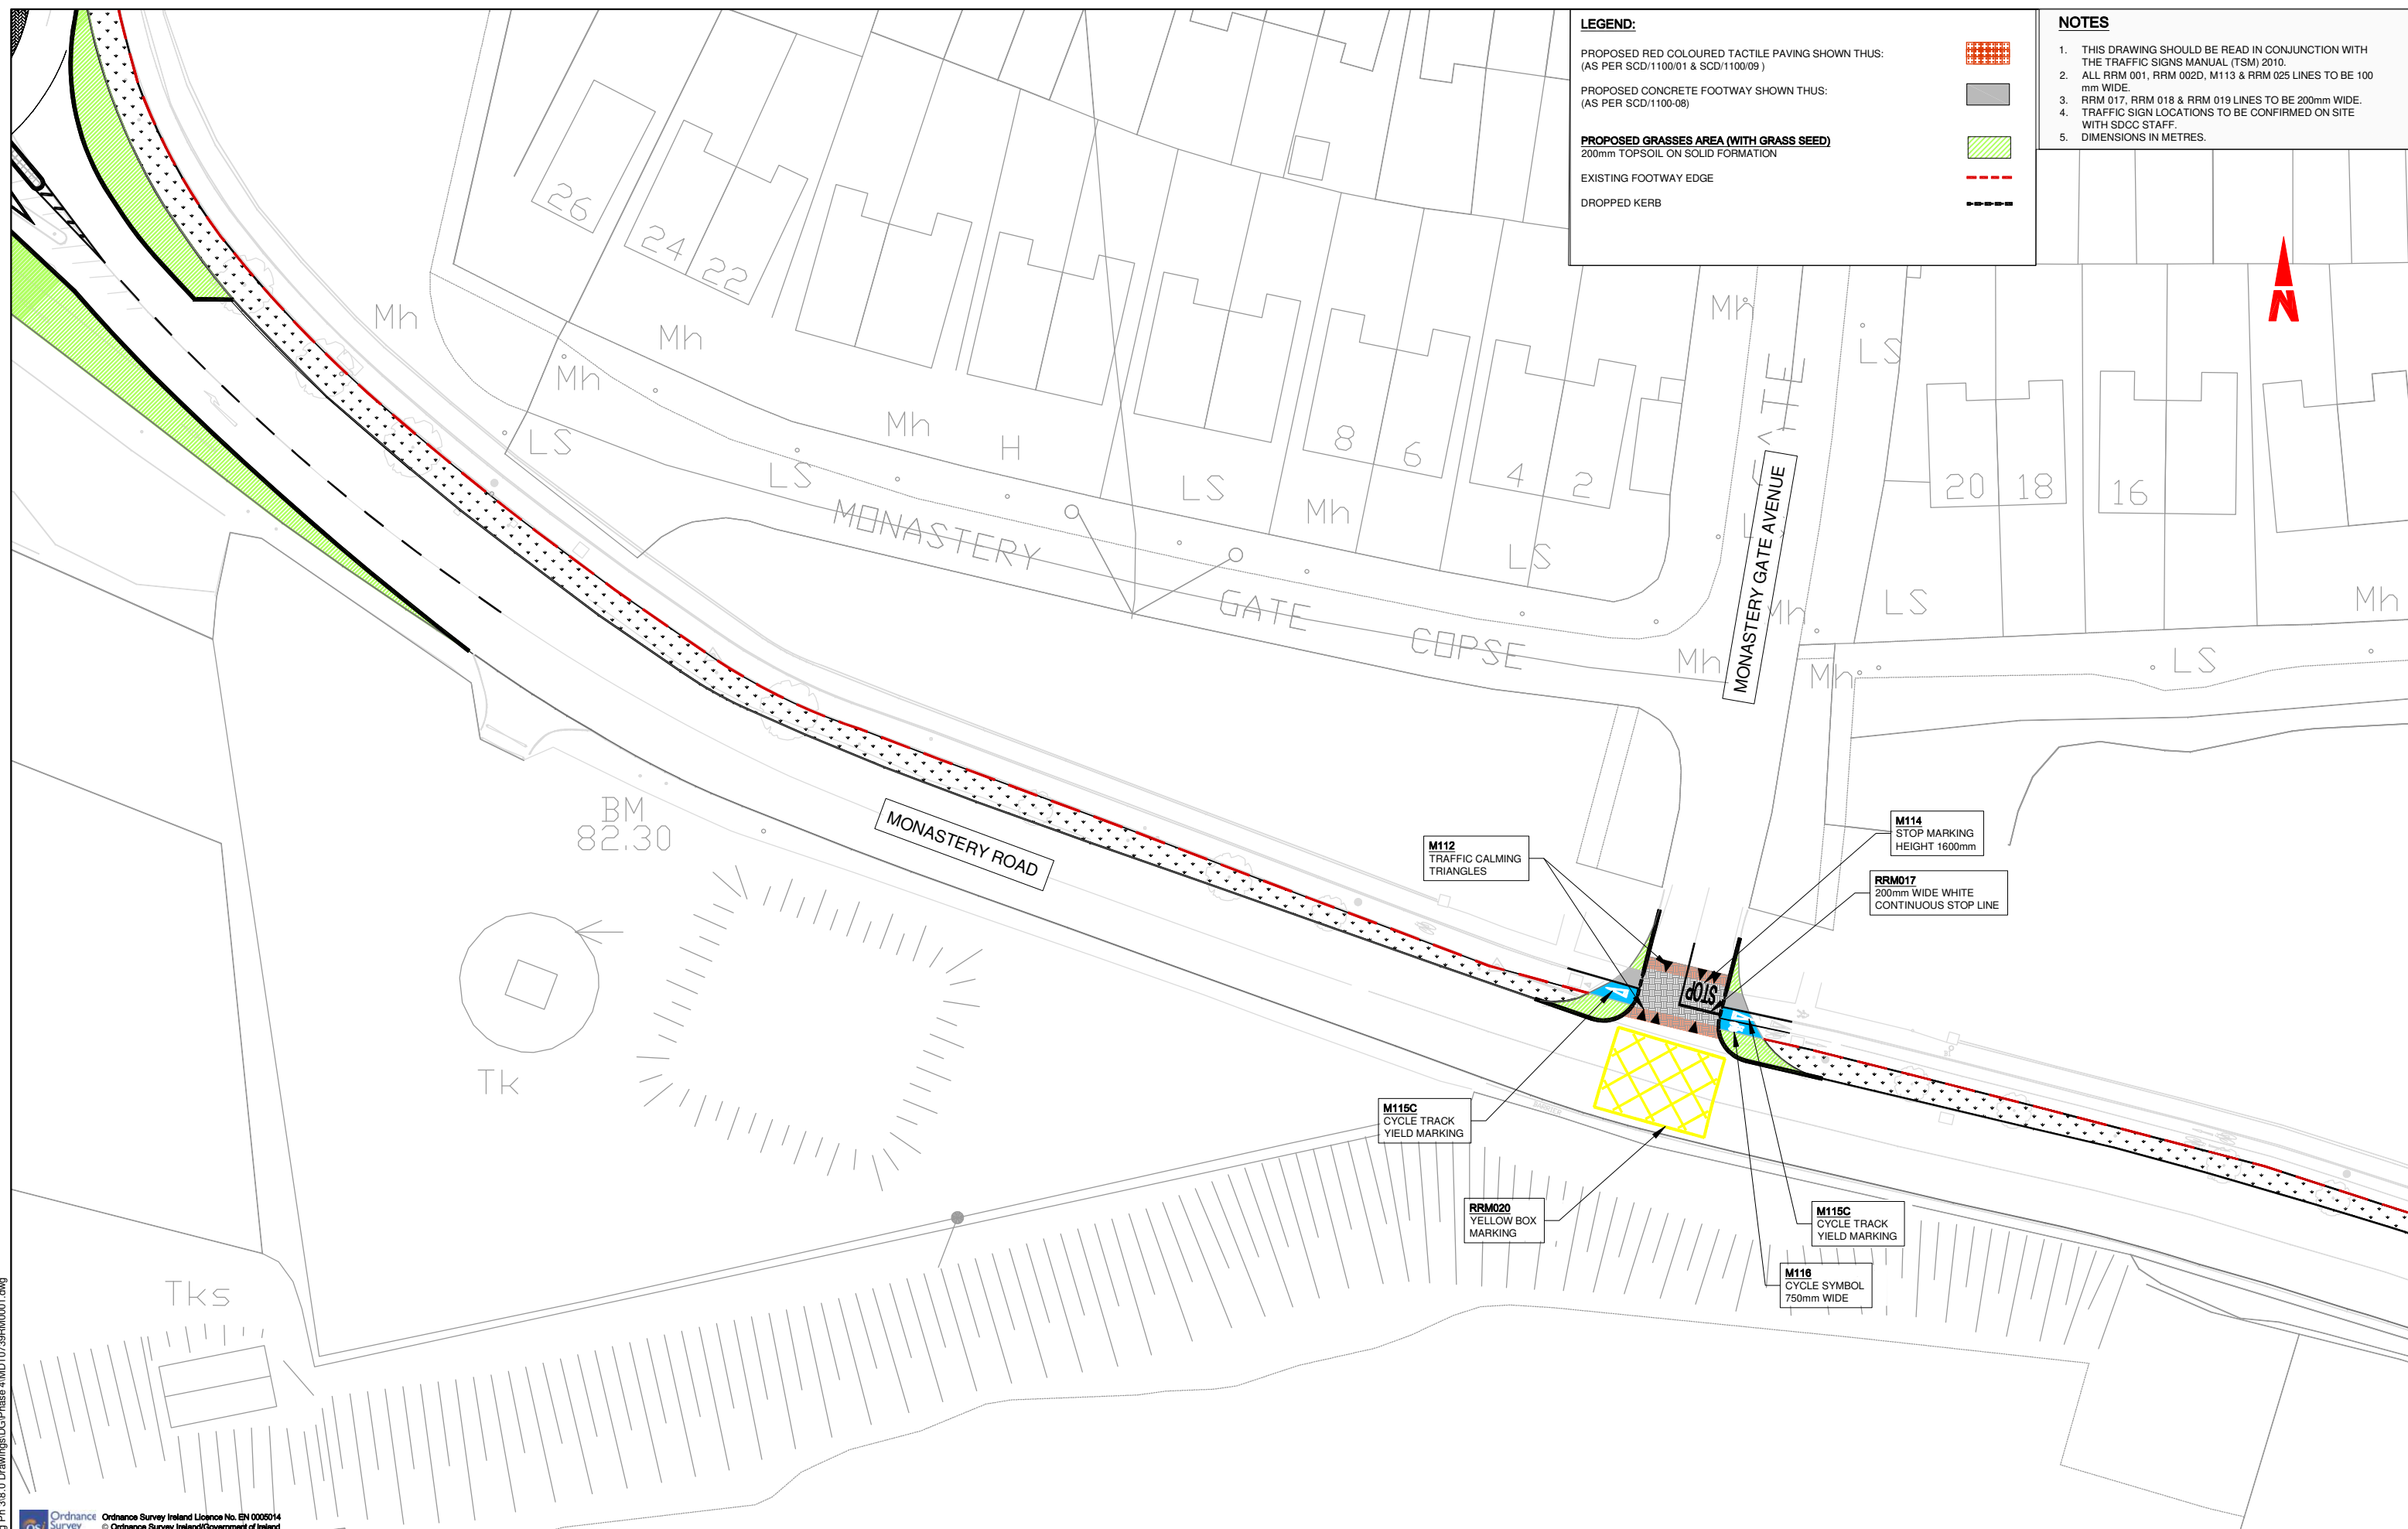 LEGEND:
PROPOSED RED COLOURED TACTILE PAVING SHOWN THUS:
(AS PER SCD/1100/01 & SCD/1100/09 )
PROPOSED CONCRETE FOOTWAY SHOWN THUS:
(AS PER SCD/1100-08)
PROPOSED GRASSES AREA (WITH GRASS SEED)
200mm TOPSOIL ON SOLID FORMATION
EXISTING FOOTWAY EDGE
DROPPED KERB
NOTES
1. THIS DRAWING SHOULD BE READ IN CONJUNCTION WITH
THE TRAFFIC SIGNS MANUAL (TSM) 2010.
2. ALL RRM 001, RRM 002D, M113 & RRM 025 LINES TO BE 100
mm WIDE.
3. RRM 017, RRM 018 & RRM 019 LINES TO BE 200mm WIDE.
4. TRAFFIC SIGN LOCATIONS TO BE CONFIRMED ON SITE
WITH SDCC STAFF.
5. DIMENSIONS IN METRES.
N
26
24
22
Mh
Mh
Mh
Mh
H
LS
LS
LS
Mh
LS
8
6
4
2
Mh
LS
20
18
16
LS
Mh
Mh
Mh
Mh
LS
MONASTERY
GATE
COPSE
MONASTERY GATE AVENUE
MONASTERY ROAD
BM
82.30
Tk
Tks
M112
TRAFFIC CALMING
TRIANGLES
M114
STOP MARKING
HEIGHT 1600mm
RRM017
200mm WIDE WHITE
CONTINUOUS STOP LINE
STOP
M115C
CYCLE TRACK
YIELD MARKING
RRM020
YELLOW BOX
MARKING
M115C
CYCLE TRACK
YIELD MARKING
M116
CYCLE SYMBOL
750mm WIDE
Ordnance
Survey
Ordnance Survey Ireland Licence No. EN 0005014
© Ordnance Survey Ireland/Government of Ireland